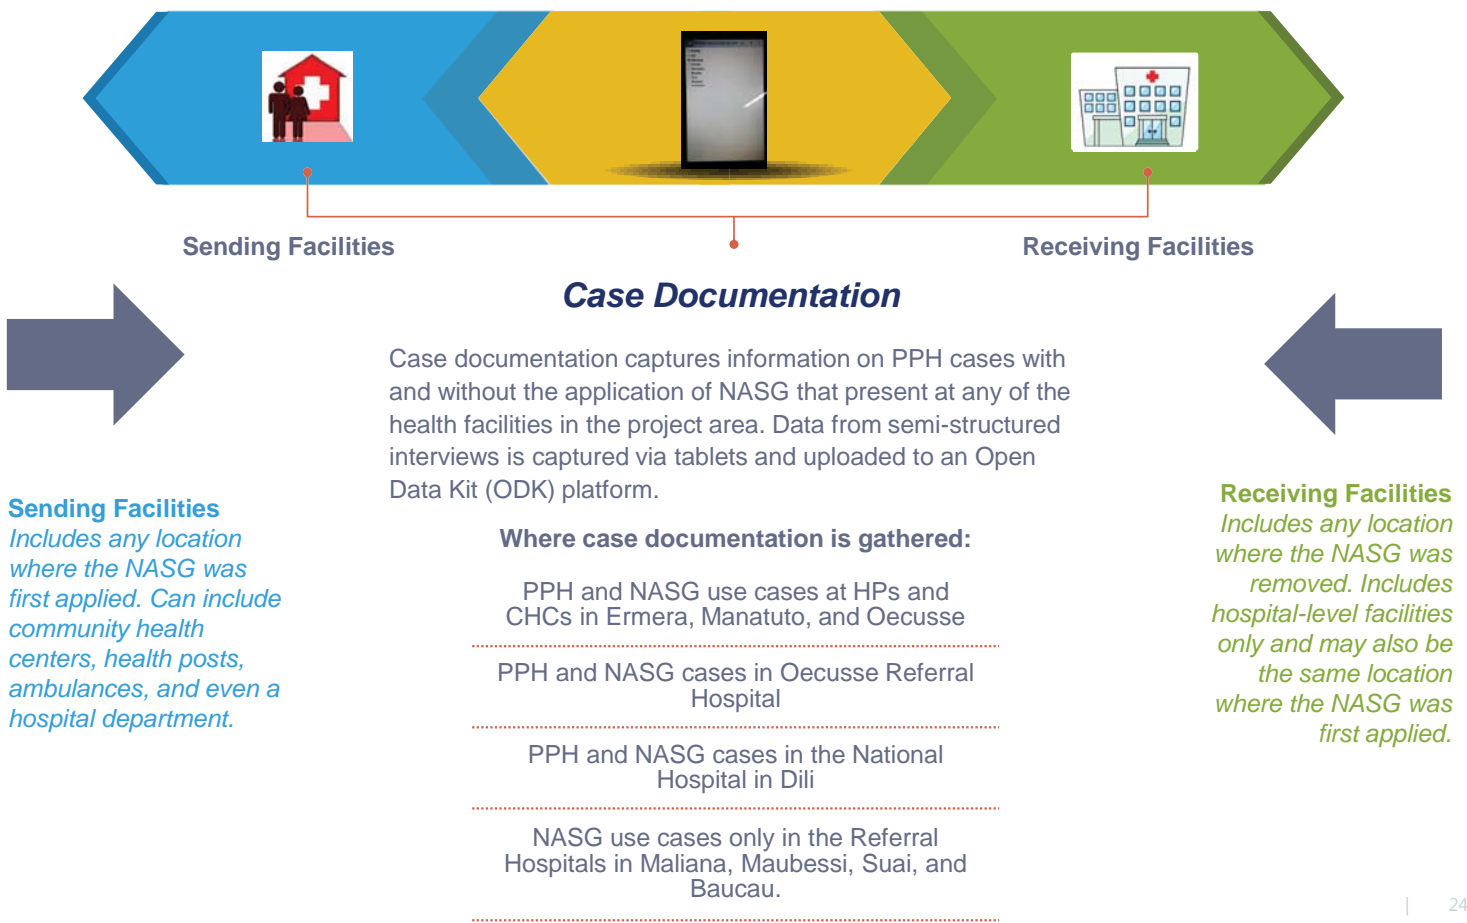 Sending Facilities
Receiving Facilities
Case Documentation
Case documentation captures information on PPH cases with
and without the application of NASG that present at any of the
health facilities in the project area. Data from semi-structured
interviews is captured via tablets and uploaded to an Open
Data Kit (ODK) platform.
Where case documentation is gathered:
PPH and NASG use cases at HPs and
CHCs in Ermera, Manatuto, and Oecusse
PPH and NASG cases in Oecusse Referral
Hospital
PPH and NASG cases in the National
Hospital in Dili
NASG use cases only in the Referral
Hospitals in Maliana, Maubessi, Suai, and
Baucau.
Sending Facilities
Includes any location
where the NASG was
first applied. Can include
community health
centers, health posts,
ambulances, and even a
hospital department.
Receiving Facilities
Includes any location
where the NASG was
removed. Includes
hospital-level facilities
only and may also be
the same location
where the NASG was
first applied.
| 24